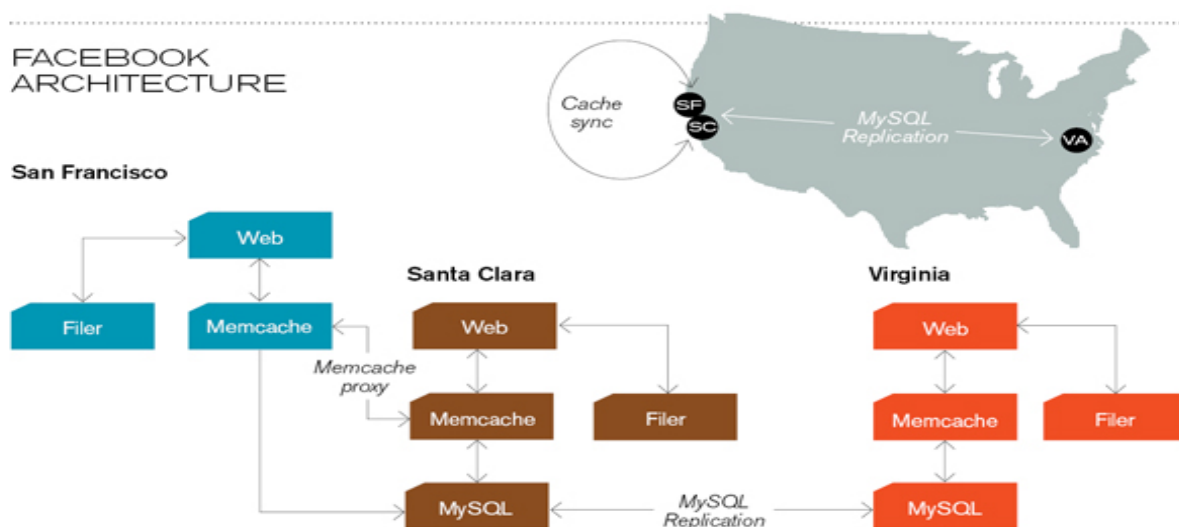 FACEBOOK
ARCHITECTURE
Cache
sync
SF
SC
MySQL
Replication
VA
San Francisco
Web
Filer
Memcache
Memcache
proxy
Santa Clara
Web
Memcache
Filer
MySQL
MySQL
Replication
Virginia
Web
Memcache
Filer
MySQL